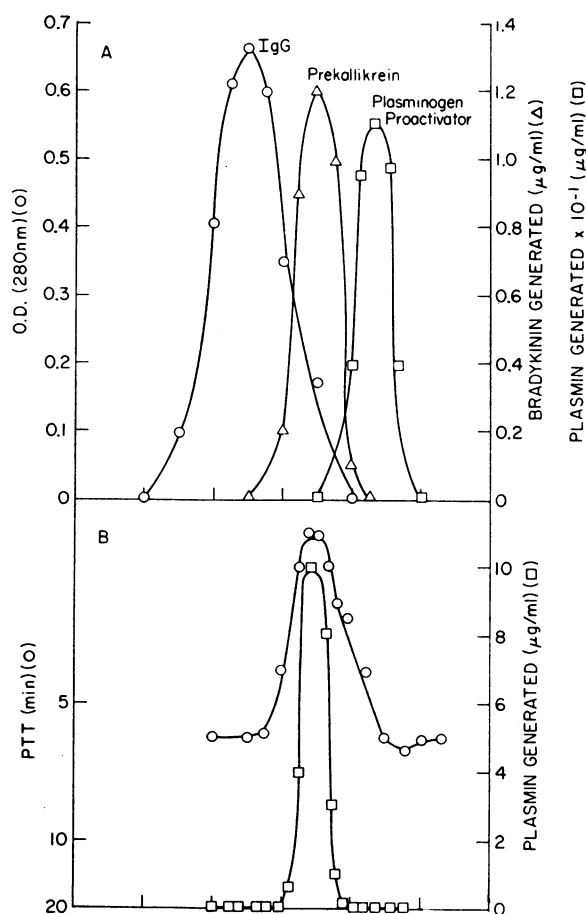 A
IgG
Prekallikrein
Plasminogen
Proactivator
O.D. (280nm)(O)
0.7
0.6
0.5
0.4
0.3
0.2
0.1
0
1.4
1.2
1.0
0.8
0.6
0.4
0.2
0
BRADYKININ GENERATED (μg/ml)(△)
PLASMIN GENERATED x 10⁻¹ (μg/ml)(□)
B
PTT (min)(O)
5
10
20
10
8
6
4
2
0
PLASMIN GENERATED (μg/ml)(□)